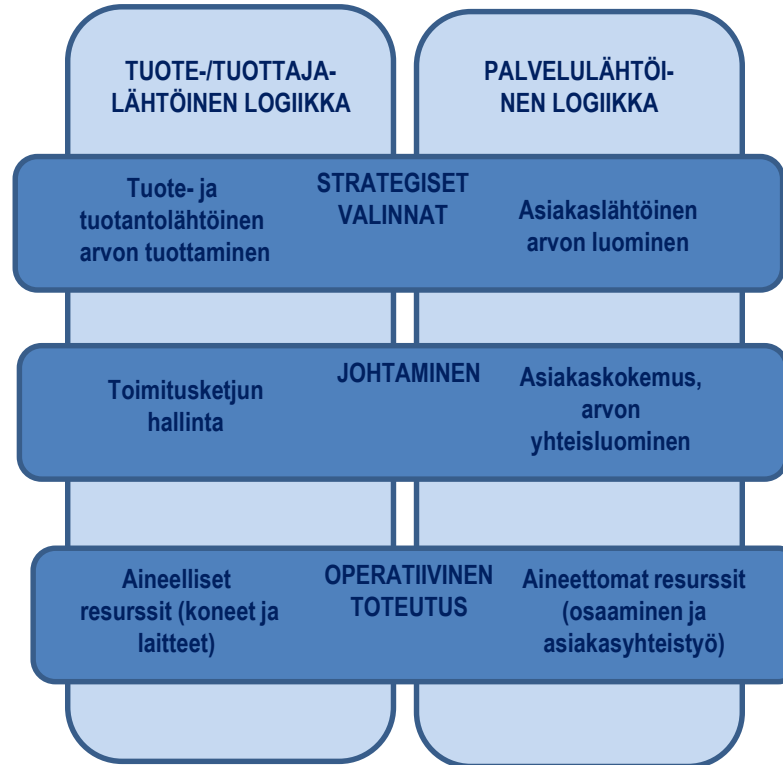 TUOTE-/TUOTTAJA-
LÄHTÖINEN LOGIIKKA
PALVELULÄHTÖI-
NEN LOGIIKKA
Tuote- ja
tuotantolähtöinen
arvon tuottaminen
STRATEGISET
VALINNAT
Asiakaslähtöinen
arvon luominen
Toimitusketjun
hallinta
JOHTAMINEN
Asiakaskokemus,
arvon
yhteisluominen
Aineelliset
resurssit (koneet ja
laitteet)
OPERATIIVINEN
TOTEUTUS
Aineettomat resurssit
(osaaminen ja
asiakasyhteistyö)